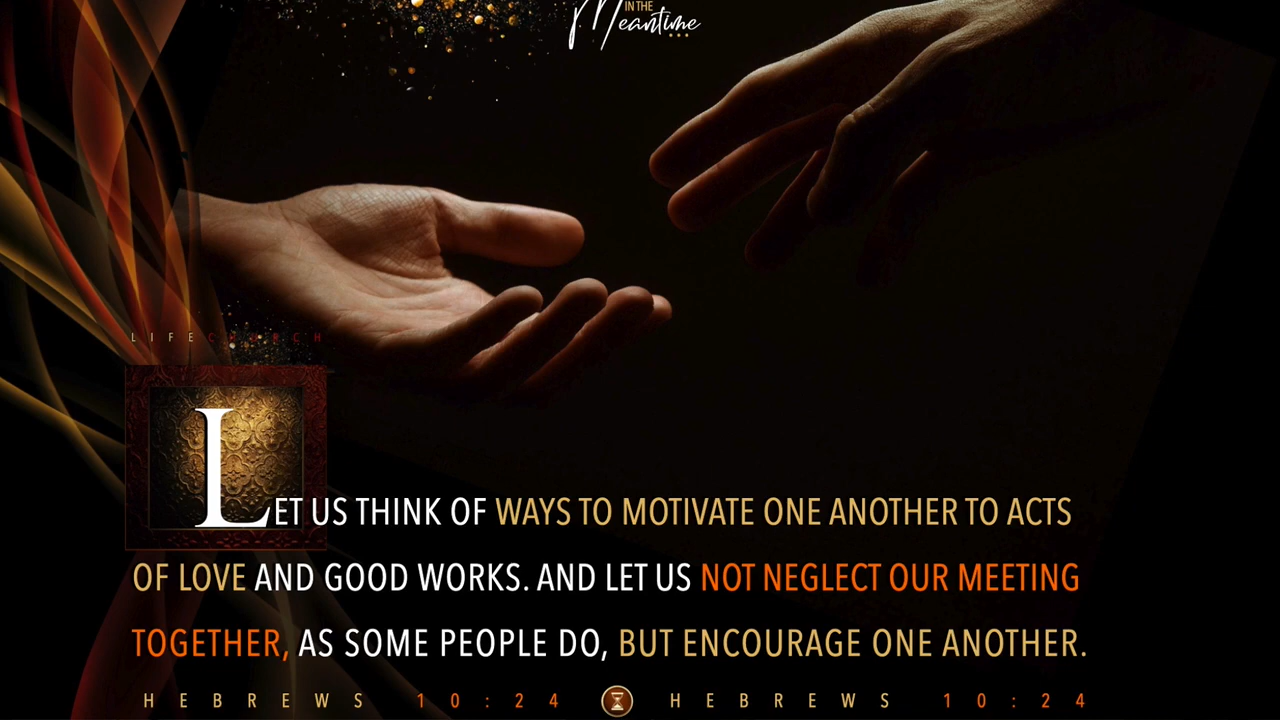 IN THE
Meantime
LIFECHURCH
LET US THINK OF WAYS TO MOTIVATE ONE ANOTHER TO ACTS
OF LOVE AND GOOD WORKS. AND LET US NOT NEGLECT OUR MEETING
TOGETHER, AS SOME PEOPLE DO, BUT ENCOURAGE ONE ANOTHER.
HEBREWS 10:24 HEBREWS 10:24